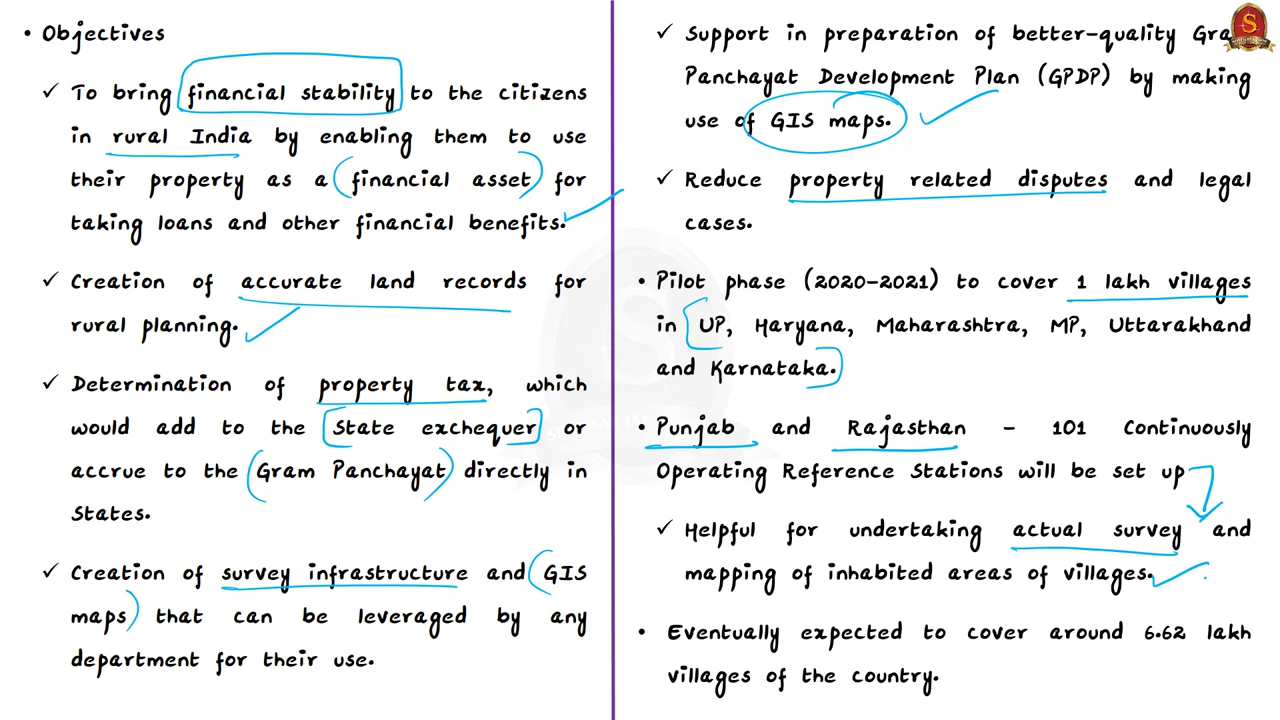 • Objectives
✓ To bring financial stability to the citizens
in rural India by enabling them to use
their property as a financial asset for
taking loans and other financial benefits.
✓ Creation of accurate land records for
rural planning.
✓ Determination of property tax, which
would add to the State exchequer or
accrue to the Gram Panchayat directly in
States.
✓ Creation of survey infrastructure and GIS
maps that can be leveraged by any
department for their use.
✓ Support in preparation of better-quality
Panchayat Development Plan (GPDP) by making
use of GIS maps.
✓ Reduce property related disputes and legal
cases.
• Pilot phase (2020-2021) to cover 1 lakh villages
in UP, Haryana, Maharashtra, MP, Uttarakhand
and Karnataka.
• Punjab and Rajasthan – 101 Continuously
Operating Reference Stations will be set up
✓ Helpful for undertaking actual survey and
mapping of inhabited areas of villages.
• Eventually expected to cover around 6.62 lakh
villages of the country.